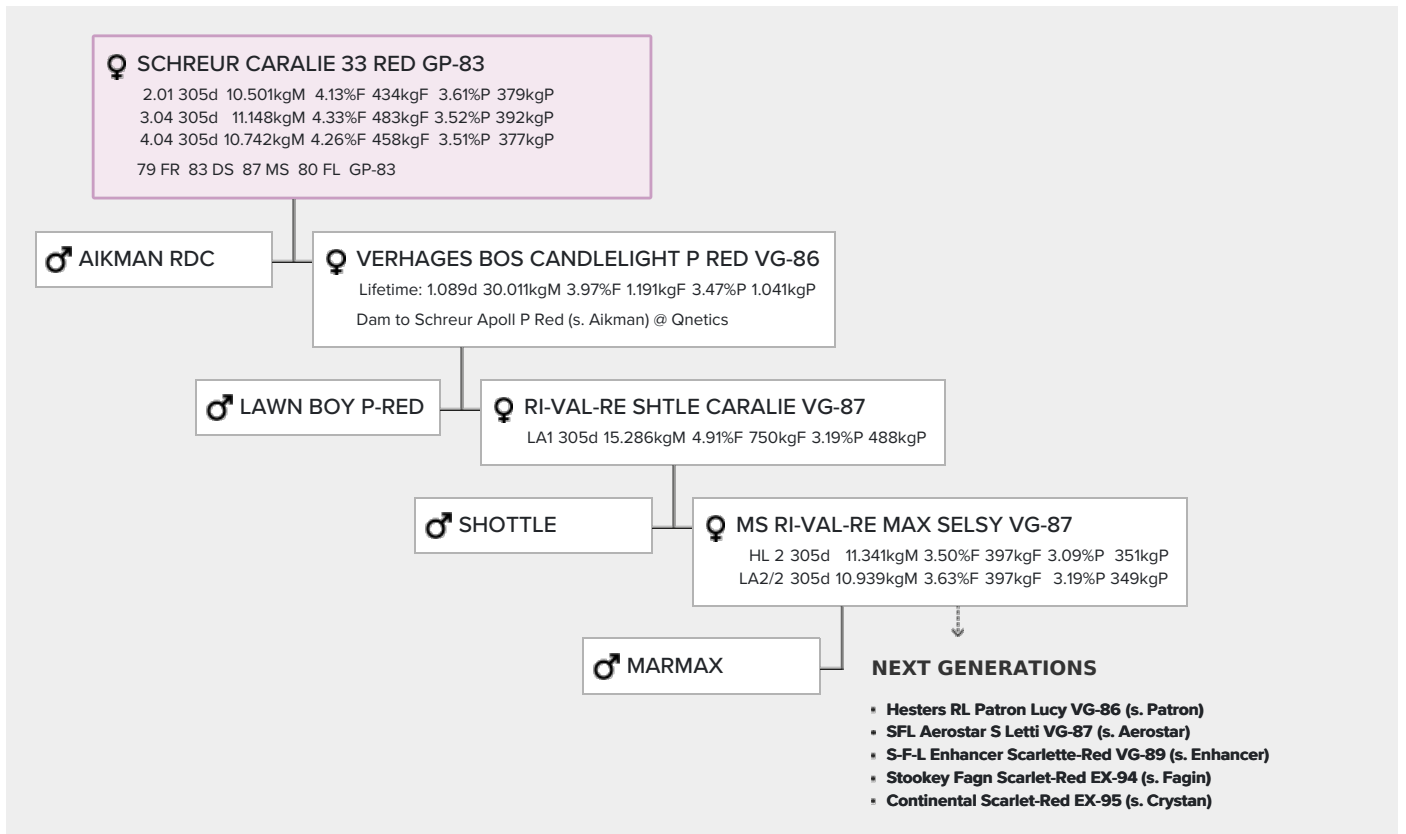 SCHREUR CARALIE 33 RED GP-83
2.01 305d 10.501kgM 4.13%F 434kgF 3.61%P 379kgP
3.04 305d 11.148kgM 4.33%F 483kgF 3.52%P 392kgP
4.04 305d 10.742kgM 4.26%F 458kgF 3.51%P 377kgP
79 FR 83 DS 87 MS 80 FL GP-83
AIKMAN RDC
VERHAGES BOS CANDLELIGHT P RED VG-86
Lifetime: 1.089d 30.011kgM 3.97%F 1.191kgF 3.47%P 1.041kgP
Dam to Schreur Apoll P Red (s. Aikman) @ Qnetics
LAWN BOY P-RED
RI-VAL-RE SHTLE CARALIE VG-87
LA1 305d 15.286kgM 4.91%F 750kgF 3.19%P 488kgP
SHOTTLE
MS RI-VAL-RE MAX SELSY VG-87
HL 2 305d 11.341kgM 3.50%F 397kgF 3.09%P 351kgP
LA2/2 305d 10.939kgM 3.63%F 397kgF 3.19%P 349kgP
MARMAX
NEXT GENERATIONS
Hesters RL Patron Lucy VG-86 (s. Patron)
SFL Aerostar S Letti VG-87 (s. Aerostar)
S-F-L Enhancer Scarlette-Red VG-89 (s. Enhancer)
Stookey Fagn Scarlet-Red EX-94 (s. Fagin)
Continental Scarlet-Red EX-95 (s. Crystan)